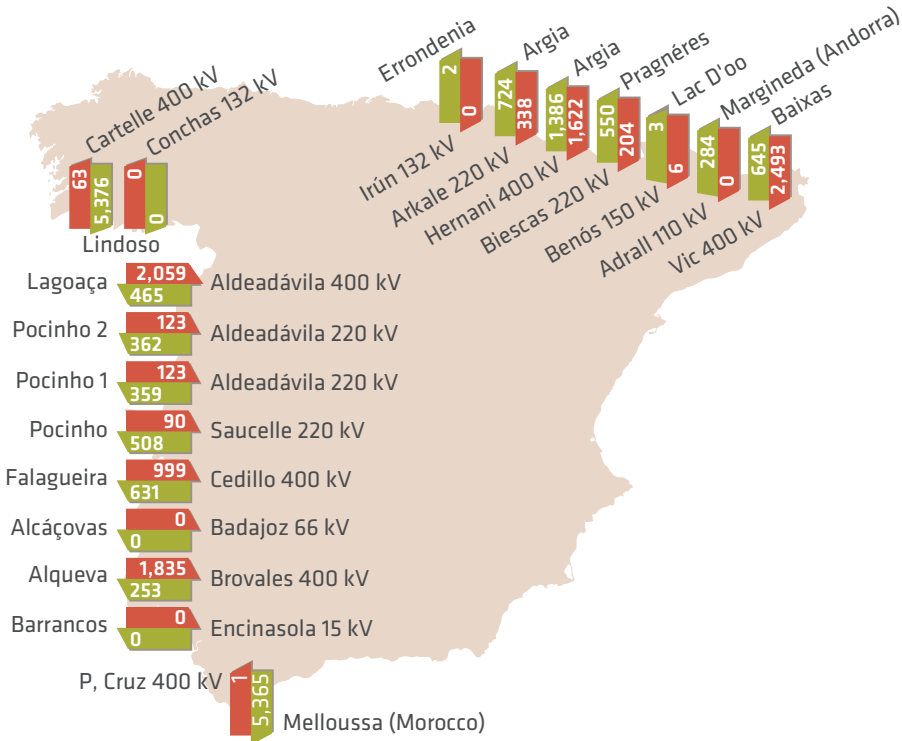 Errondenia
2
0
Irún 132 kV
Argia
724
338
Arkale 220 kV
Argia
1,386
1,622
Hernani 400 kV
Pragnéres
550
204
Biescas 220 kV
Lac D'oo
3
6
Benós 150 kV
Margineda (Andorra)
284
0
Adrall 110 kV
Baixas
645
2,493
Vic 400 kV
Cartelle 400 kV
63
5,376
Conchas 132 kV
0
0
Lindoso
Lagoaça 2,059 465 Aldeadávila 400 kV
Pocinho 2 123 362 Aldeadávila 220 kV
Pocinho 1 123 359 Aldeadávila 220 kV
Pocinho 90 508 Saucelle 220 kV
Falagueira 999 631 Cedillo 400 kV
Alcáçovas 0 0 Badajoz 66 kV
Alqueva 1,835 253 Brovales 400 kV
Barrancos 0 0 Encinasola 15 kV
P, Cruz 400 kV 1 5,365
Melloussa (Morocco)